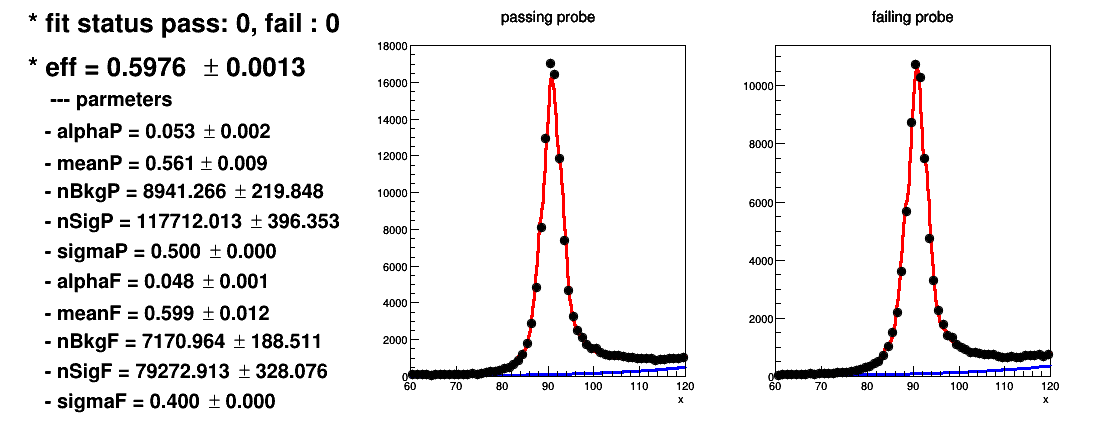 * fit status pass: 0, fail : 0
* eff = 0.5976 ± 0.0013
--- parmeters
- alphaP = 0.053 ± 0.002
- meanP = 0.561 ± 0.009
- nBkgP = 8941.266 ± 219.848
- nSigP = 117712.013 ± 396.353
- sigmaP = 0.500 ± 0.000
- alphaF = 0.048 ± 0.001
- meanF = 0.599 ± 0.012
- nBkgF = 7170.964 ± 188.511
- nSigF = 79272.913 ± 328.076
- sigmaF = 0.400 ± 0.000
passing probe
18000
16000
14000
12000
10000
8000
6000
4000
2000
0
60 70 80 90 100 110 120
x
failing probe
10000
8000
6000
4000
2000
0
60 70 80 90 100 110 120
x